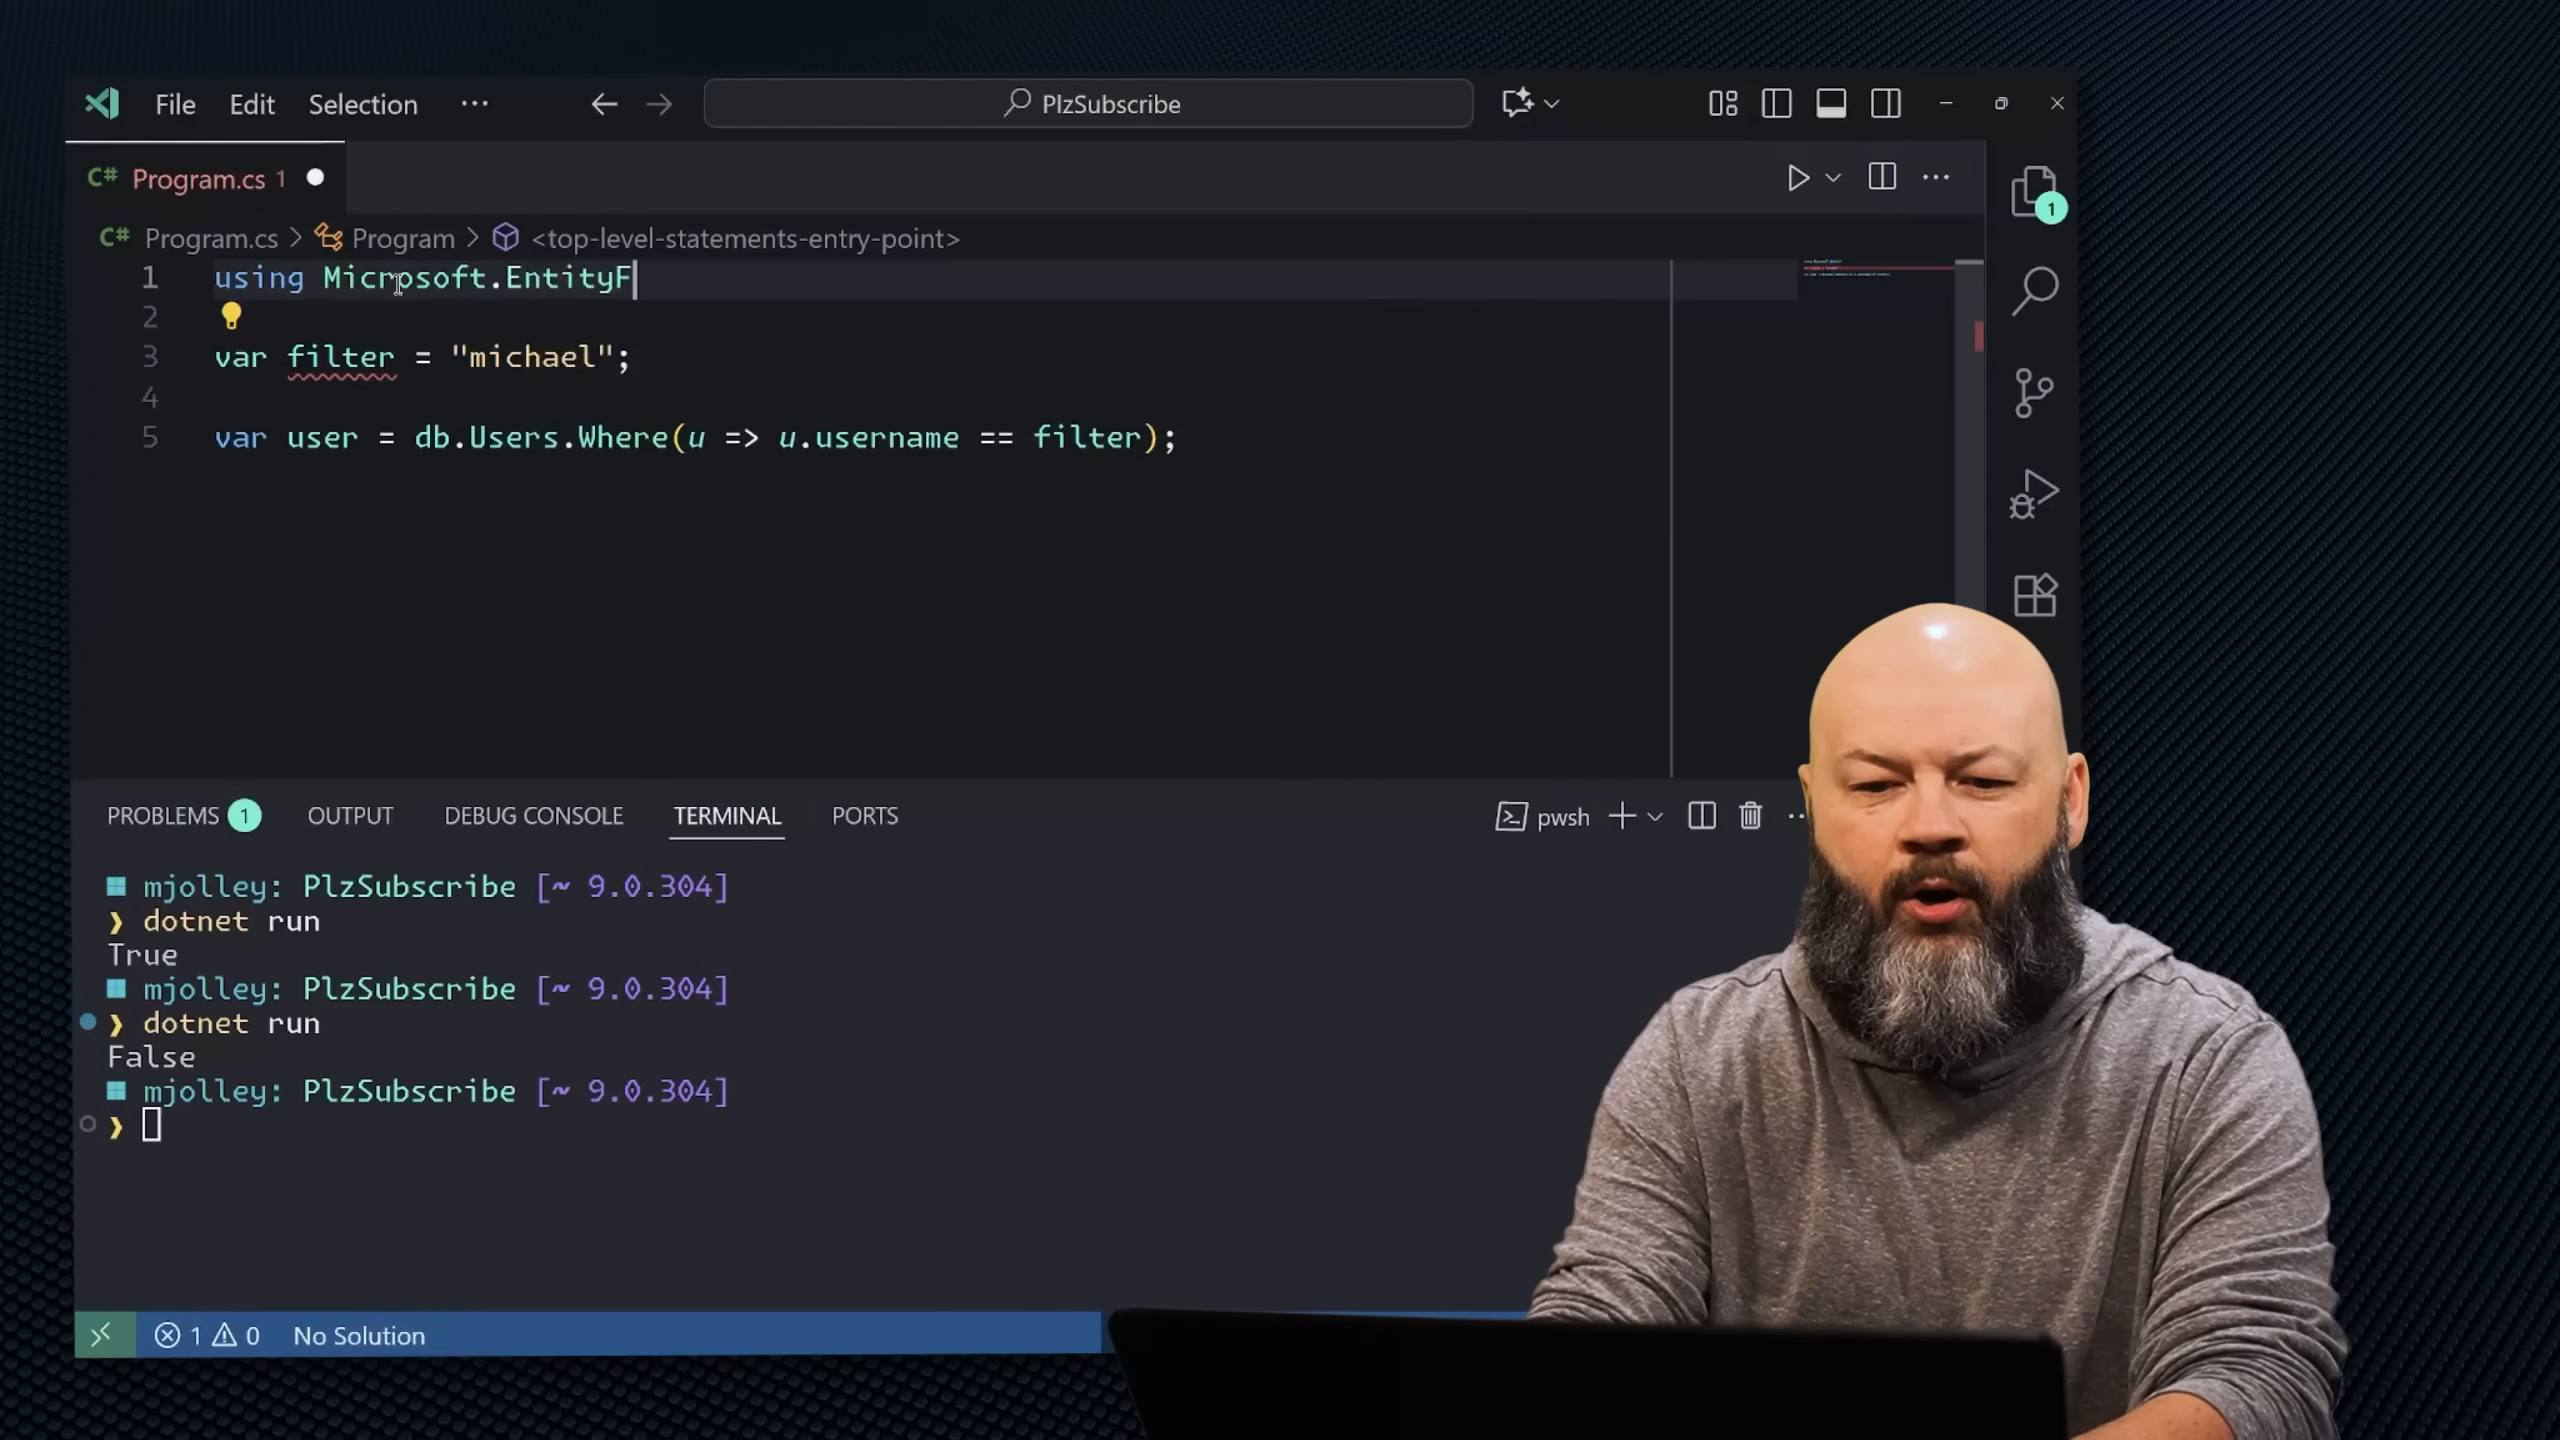 File Edit Selection ··· PlzSubscribe
C# Program.cs 1
C# Program.cs > Program > <top-level-statements-entry-point>
1 using Microsoft.EntityF
1
2
3 var filter = "michael";
4
5 var user = db.Users.Where(u => u.username == filter);
PROBLEMS 1 OUTPUT DEBUG CONSOLE TERMINAL PORTS pwsh
mjolley: PlzSubscribe [~ 9.0.304]
❯ dotnet run
True
mjolley: PlzSubscribe [~ 9.0.304]
❯ dotnet run
False
mjolley: PlzSubscribe [~ 9.0.304]
❯
1 0 No Solution